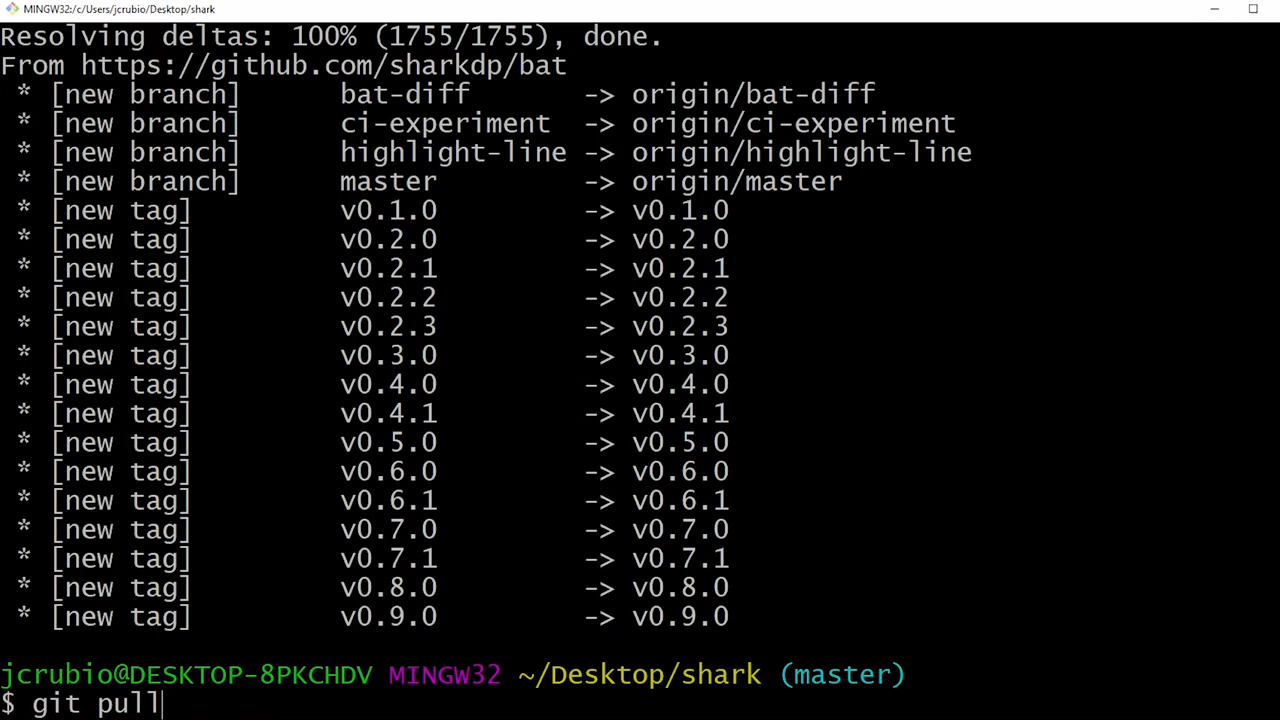 MINGW32:/c/Users/jcrubio/Desktop/shark
Resolving deltas: 100% (1755/1755), done.
From https://github.com/sharkdp/bat
* [new branch] bat-diff -> origin/bat-diff
* [new branch] ci-experiment -> origin/ci-experiment
* [new branch] highlight-line -> origin/highlight-line
* [new branch] master -> origin/master
* [new tag] v0.1.0 -> v0.1.0
* [new tag] v0.2.0 -> v0.2.0
* [new tag] v0.2.1 -> v0.2.1
* [new tag] v0.2.2 -> v0.2.2
* [new tag] v0.2.3 -> v0.2.3
* [new tag] v0.3.0 -> v0.3.0
* [new tag] v0.4.0 -> v0.4.0
* [new tag] v0.4.1 -> v0.4.1
* [new tag] v0.5.0 -> v0.5.0
* [new tag] v0.6.0 -> v0.6.0
* [new tag] v0.6.1 -> v0.6.1
* [new tag] v0.7.0 -> v0.7.0
* [new tag] v0.7.1 -> v0.7.1
* [new tag] v0.8.0 -> v0.8.0
* [new tag] v0.9.0 -> v0.9.0
jcrubio@DESKTOP-8PKCHDV MINGW32 ~/Desktop/shark (master)
$ git pull